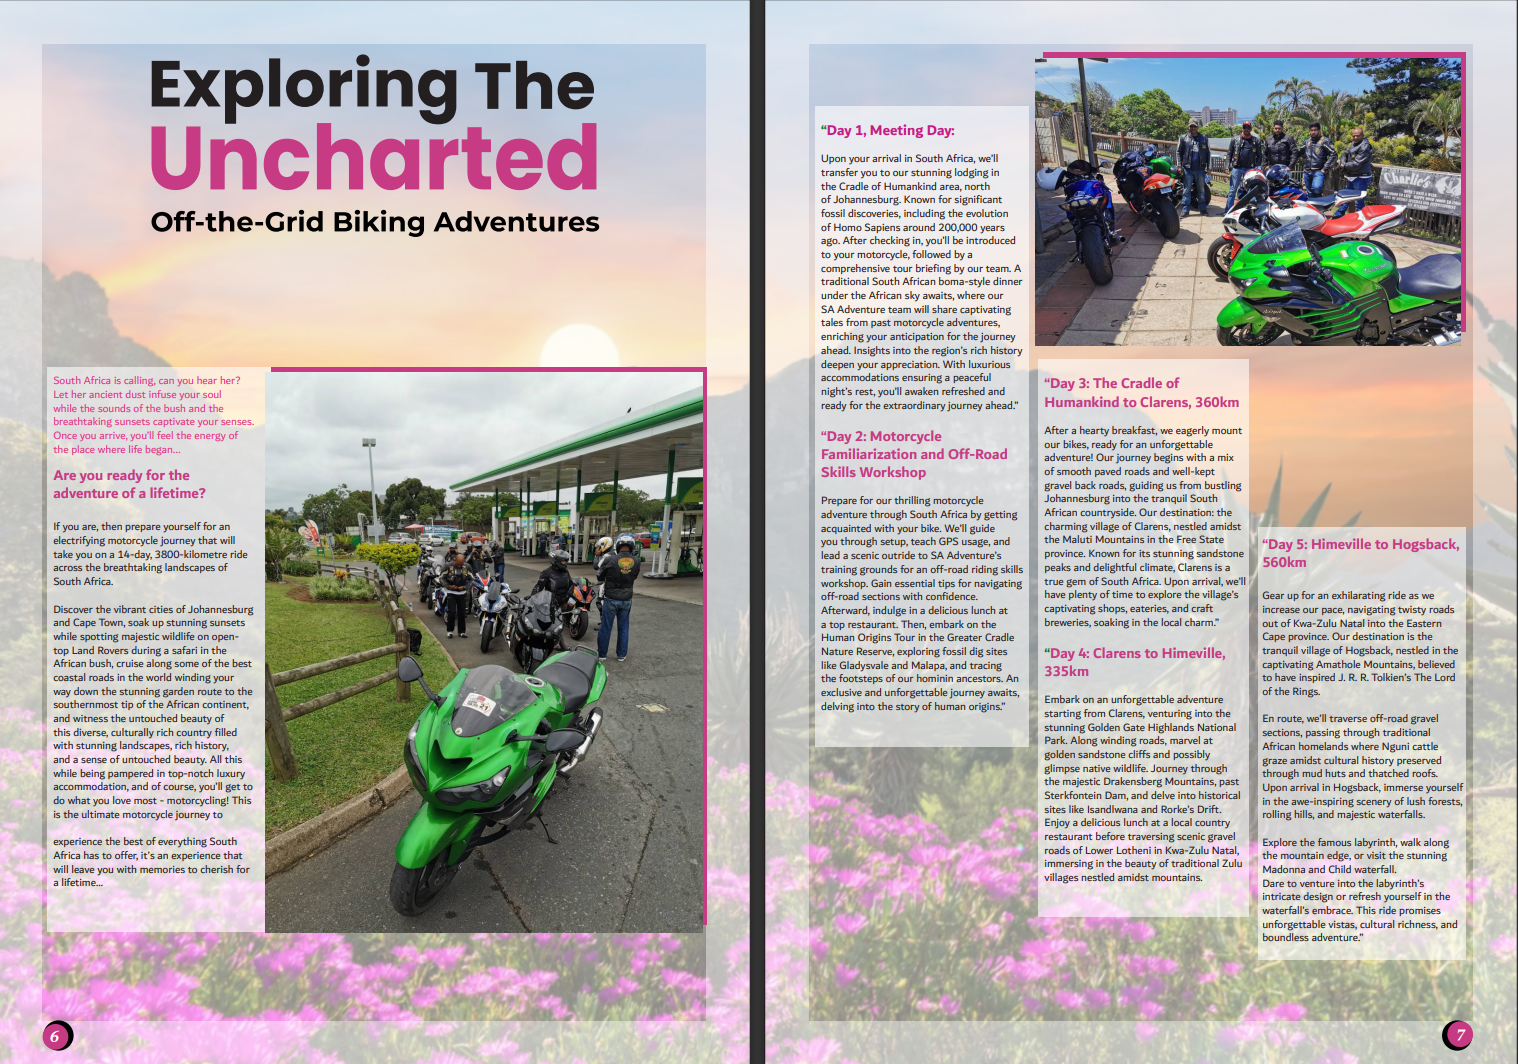 Exploring The
Uncharted
Off-the-Grid Biking Adventures
South Africa is calling, can you hear her?
Let her ancient dust infuse your soul
while the sounds of the bush and the
breathtaking sunsets captivate your senses.
Once you arrive, you'll feel the energy of
the place where life began...
Are you ready for the
adventure of a lifetime?
If you are, then prepare yourself for an
electrifying motorcycle journey that will
take you on a 14-day, 3800-kilometre ride
across the breathtaking landscapes of
South Africa.
Discover the vibrant cities of Johannesburg
and Cape Town, soak up stunning sunsets
while spotting majestic wildlife on open-
top Land Rovers during a safari in the
African bush, cruise along some of the best
coastal roads in the world winding your
way down the stunning garden route to the
southernmost tip of the African continent,
and witness the untouched beauty of
this diverse, culturally rich country filled
with stunning landscapes, rich history,
and a sense of untouched beauty. All this
while being pampered in top-notch luxury
accommodation, and of course, you'll get to
do what you love most - motorcycling! This
is the ultimate motorcycle journey to
experience the best of everything South
Africa has to offer, it's an experience that
will leave you with memories to cherish for
a lifetime...
6
“Day 1, Meeting Day:
Upon your arrival in South Africa, we'll
transfer you to our stunning lodging in
the Cradle of Humankind area, north
of Johannesburg. Known for significant
fossil discoveries, including the evolution
of Homo Sapiens around 200,000 years
ago. After checking in, you'll be introduced
to your motorcycle, followed by a
comprehensive tour briefing by our team. A
traditional South African boma-style dinner
under the African sky awaits, where our
SA Adventure team will share captivating
tales from past motorcycle adventures,
enriching your anticipation for the journey
ahead. Insights into the region's rich history
deepen your appreciation. With luxurious
accommodations ensuring a peaceful
night's rest, you'll awaken refreshed and
ready for the extraordinary journey ahead.”
“Day 2: Motorcycle
Familiarization and Off-Road
Skills Workshop
Prepare for our thrilling motorcycle
adventure through South Africa by getting
acquainted with your bike. We'll guide
you through setup, teach GPS usage, and
lead a scenic outride to SA Adventure's
training grounds for an off-road riding skills
workshop. Gain essential tips for navigating
off-road sections with confidence.
Afterward, indulge in a delicious lunch at
a top restaurant. Then, embark on the
Human Origins Tour in the Greater Cradle
Nature Reserve, exploring fossil dig sites
like Gladysvale and Malapa, and tracing
the footsteps of our hominin ancestors. An
exclusive and unforgettable journey awaits,
delving into the story of human origins.”
Charlie's
“Day 3: The Cradle of
Humankind to Clarens, 360km
After a hearty breakfast, we eagerly mount
our bikes, ready for an unforgettable
adventure! Our journey begins with a mix
of smooth paved roads and well-kept
gravel back roads, guiding us from bustling
Johannesburg into the tranquil South
African countryside. Our destination: the
charming village of Clarens, nestled amidst
the Maluti Mountains in the Free State
province. Known for its stunning sandstone
peaks and delightful climate, Clarens is a
true gem of South Africa. Upon arrival, we'll
have plenty of time to explore the village's
captivating shops, eateries, and craft
breweries, soaking in the local charm.”
“Day 4: Clarens to Himeville,
335km
Embark on an unforgettable adventure
starting from Clarens, venturing into the
stunning Golden Gate Highlands National
Park. Along winding roads, marvel at
golden sandstone cliffs and possibly
glimpse native wildlife. Journey through
the majestic Drakensberg Mountains, past
Sterkfontein Dam, and delve into historical
sites like Isandlwana and Rorke's Drift.
Enjoy a delicious lunch at a local country
restaurant before traversing scenic gravel
roads of Lower Lotheni in Kwa-Zulu Natal,
immersing in the beauty of traditional Zulu
villages nestled amidst mountains.
“Day 5: Himeville to Hogsback,
560km
Gear up for an exhilarating ride as we
increase our pace, navigating twisty roads
out of Kwa-Zulu Natal into the Eastern
Cape province. Our destination is the
tranquil village of Hogsback, nestled in the
captivating Amathole Mountains, believed
to have inspired J. R. R. Tolkien's The Lord
of the Rings.
En route, we'll traverse off-road gravel
sections, passing through traditional
African homelands where Nguni cattle
graze amidst cultural history preserved
through mud huts and thatched roofs.
Upon arrival in Hogsback, immerse yourself
in the awe-inspiring scenery of lush forests,
rolling hills, and majestic waterfalls.
Explore the famous labyrinth, walk along
the mountain edge, or visit the stunning
Madonna and Child waterfall.
Dare to venture into the labyrinth's
intricate design or refresh yourself in the
waterfall's embrace. This ride promises
unforgettable vistas, cultural richness, and
boundless adventure.”
7